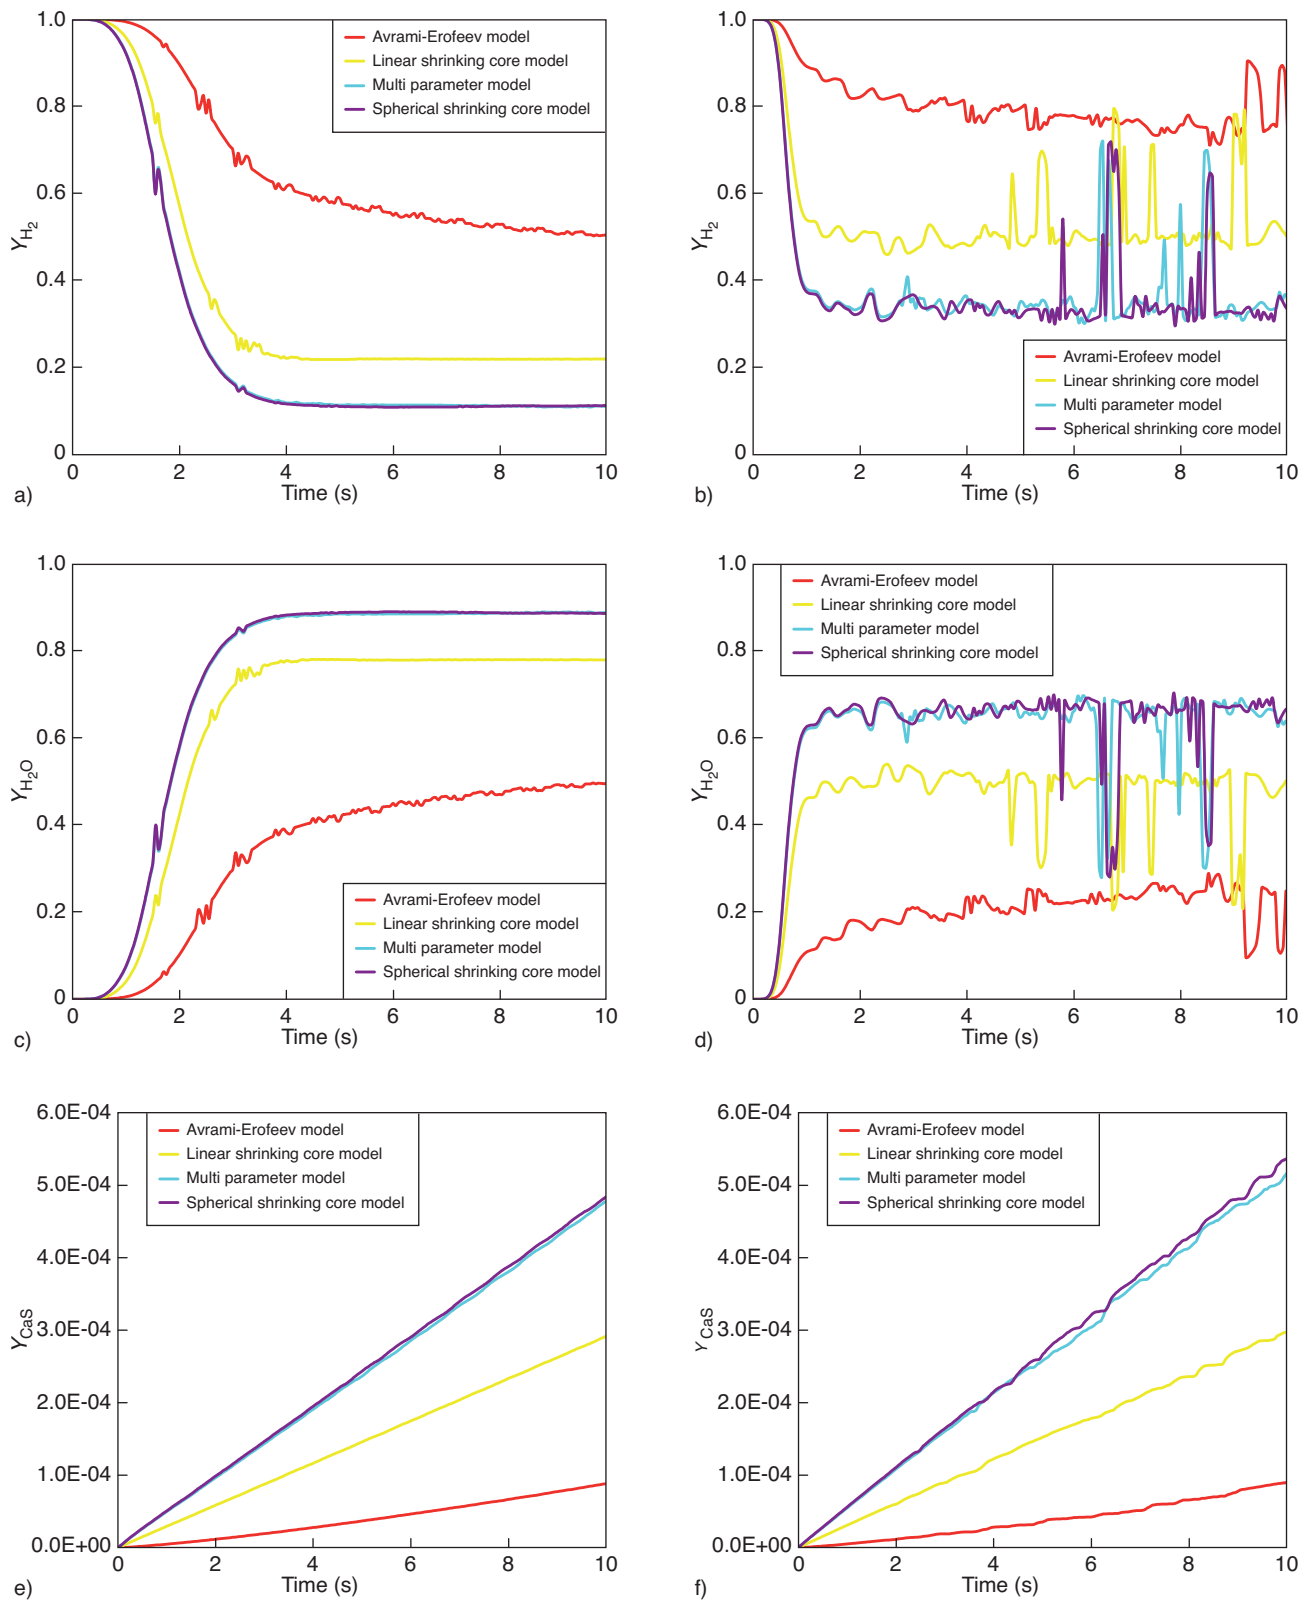 1.0
0.8
0.6
0.4
0.2
0
Y_H2
0 2 4 6 8 10
Time (s)
a)
Avrami-Erofeev model
Linear shrinking core model
Multi parameter model
Spherical shrinking core model
1.0
0.8
0.6
0.4
0.2
0
Y_H2
0 2 4 6 8 10
Time (s)
b)
Avrami-Erofeev model
Linear shrinking core model
Multi parameter model
Spherical shrinking core model
1.0
0.8
0.6
0.4
0.2
0
Y_H2O
0 2 4 6 8 10
Time (s)
c)
Avrami-Erofeev model
Linear shrinking core model
Multi parameter model
Spherical shrinking core model
1.0
0.8
0.6
0.4
0.2
0
Y_H2O
0 2 4 6 8 10
Time (s)
d)
Avrami-Erofeev model
Linear shrinking core model
Multi parameter model
Spherical shrinking core model
6.0E-04
5.0E-04
4.0E-04
3.0E-04
2.0E-04
1.0E-04
0.0E+00
Y_CaS
0 2 4 6 8 10
Time (s)
e)
Avrami-Erofeev model
Linear shrinking core model
Multi parameter model
Spherical shrinking core model
6.0E-04
5.0E-04
4.0E-04
3.0E-04
2.0E-04
1.0E-04
0.0E+00
Y_CaS
0 2 4 6 8 10
Time (s)
f)
Avrami-Erofeev model
Linear shrinking core model
Multi parameter model
Spherical shrinking core model